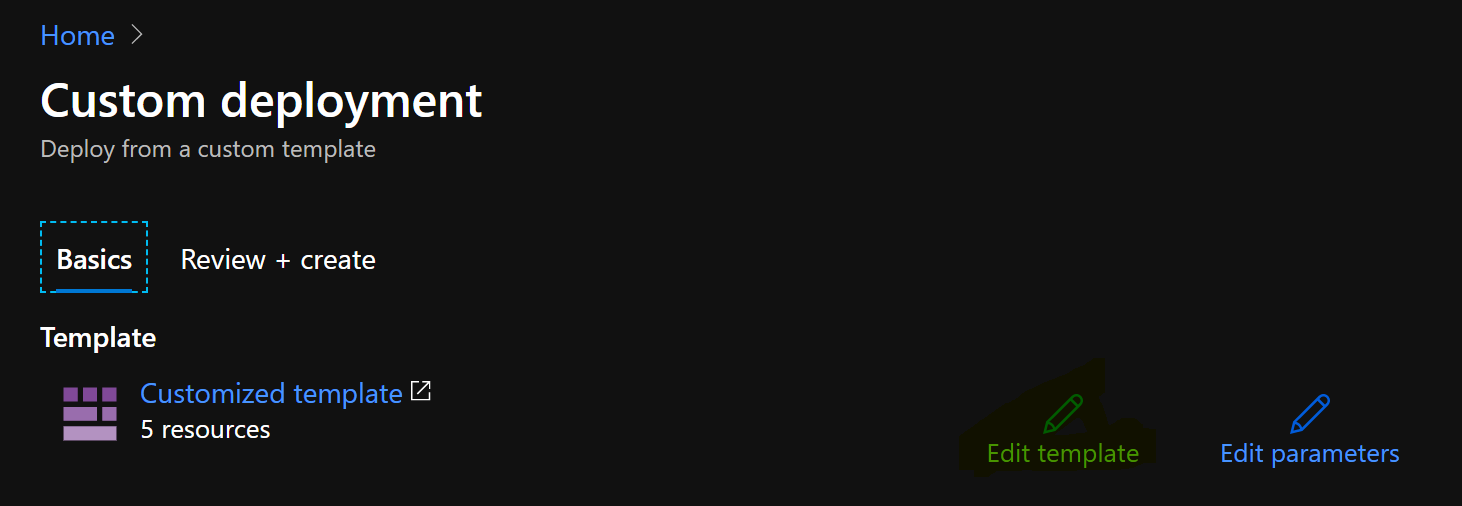 Home
Custom deployment
Deploy from a custom template
Basics
Review + create
Template
Customized template
5 resources
Edit template
Edit parameters